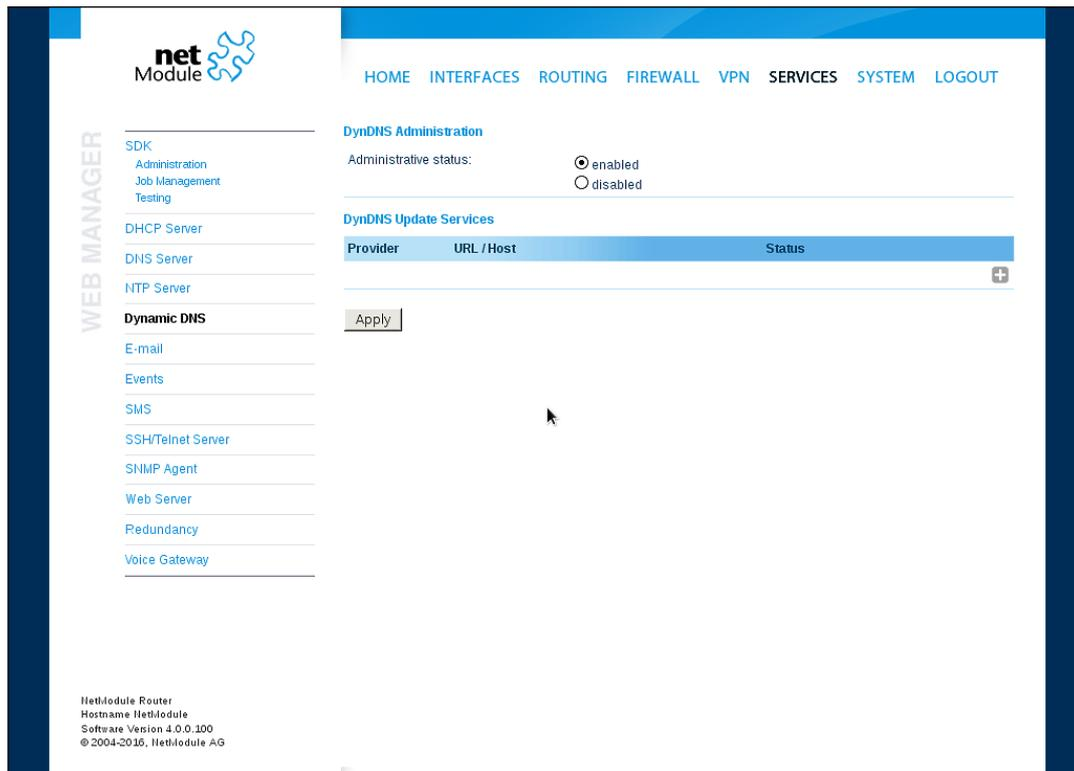 net
Module
HOME INTERFACES ROUTING FIREWALL VPN SERVICES SYSTEM LOGOUT
WEB MANAGER
SDK
Administration
Job Management
Testing
DHCP Server
DNS Server
NTP Server
Dynamic DNS
E-mail
Events
SMS
SSH/Telnet Server
SNMP Agent
Web Server
Redundancy
Voice Gateway
DynDNS Administration
Administrative status:
enabled
disabled
DynDNS Update Services
Provider URL / Host Status
Apply
NetModule Router
Hostname NetModule
Software Version 4.0.0.100
© 2004-2016, NetModule AG